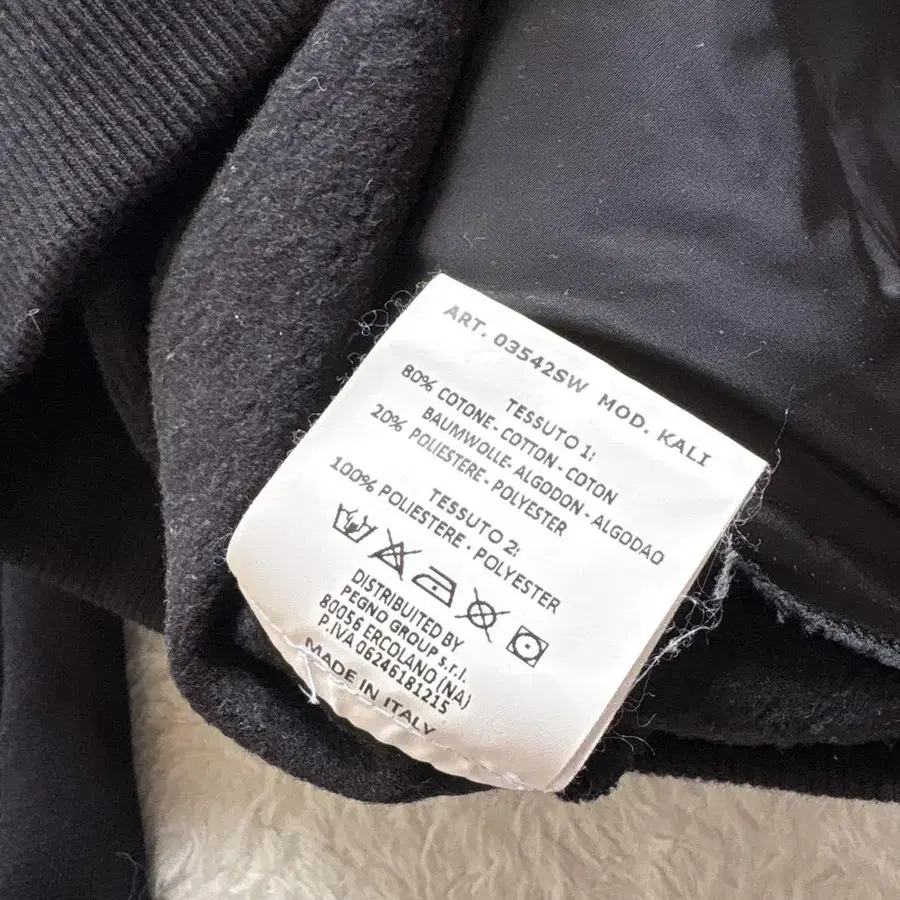 ART. 03542SW MOD. KALI
TESSUTO 1:
80% COTONE - COTTON - COTON
BAUMWOLLE - ALGODON - ALGODAO
20% POLIESTERE - POLYESTER
TESSUTO 2:
100% POLIESTERE - POLYESTER
DISTRIBUITED BY
PEGNO GROUP s.r.l.
80056 ERCOLANO (NA)
P.IVA 06246181215
MADE IN ITALY